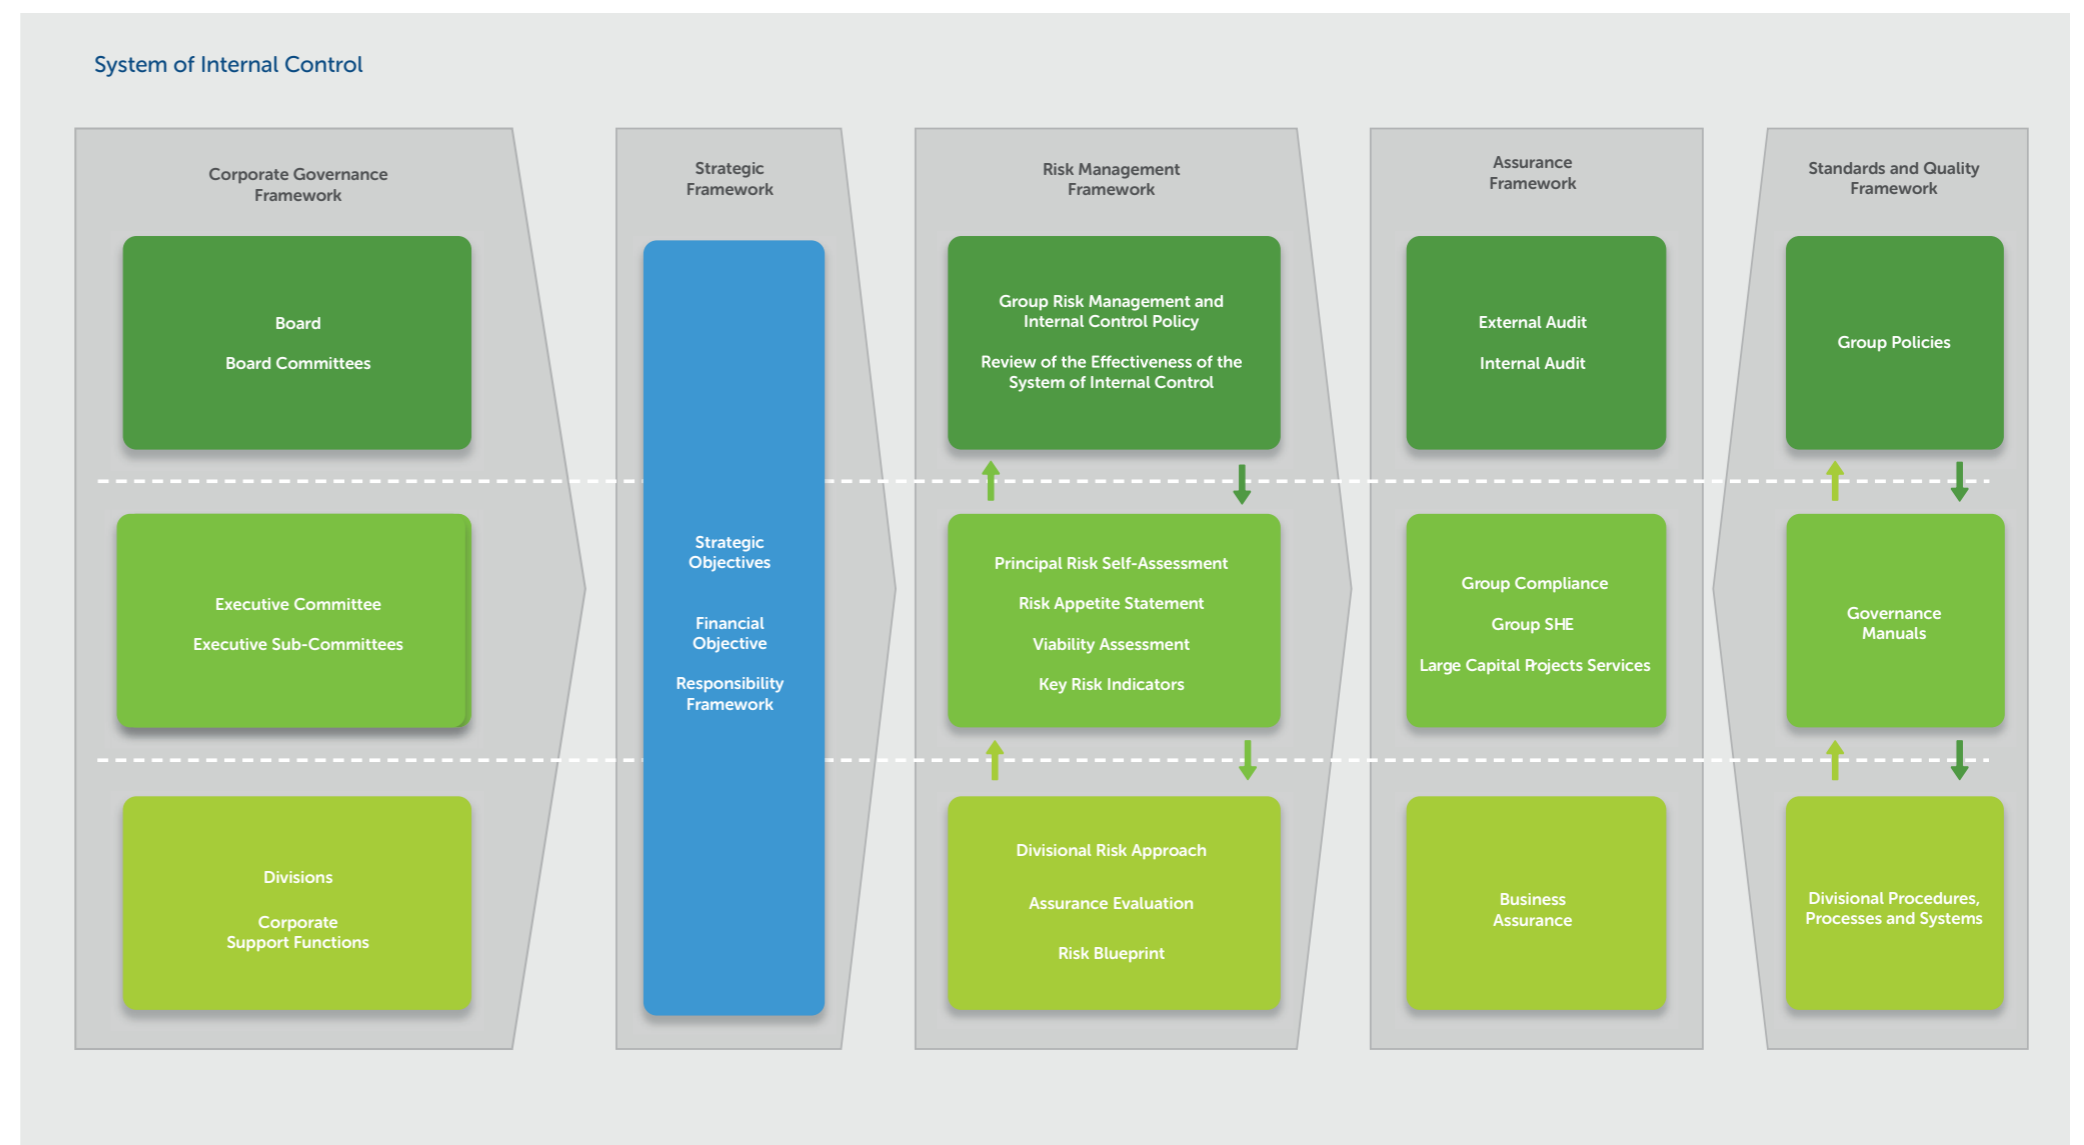 System of Internal Control
Corporate Governance
Framework
Board
Board Committees
Executive Committee
Executive Sub-Committees
Divisions
Corporate
Support Functions
Strategic
Framework
Strategic
Objectives
Financial
Objective
Responsibility
Framework
Risk Management
Framework
Group Risk Management and
Internal Control Policy
Review of the Effectiveness of the
System of Internal Control
Principal Risk Self-Assessment
Risk Appetite Statement
Viability Assessment
Key Risk Indicators
Divisional Risk Approach
Assurance Evaluation
Risk Blueprint
Assurance
Framework
External Audit
Internal Audit
Group Compliance
Group SHE
Large Capital Projects Services
Business
Assurance
Standards and Quality
Framework
Group Policies
Governance
Manuals
Divisional Procedures,
Processes and Systems